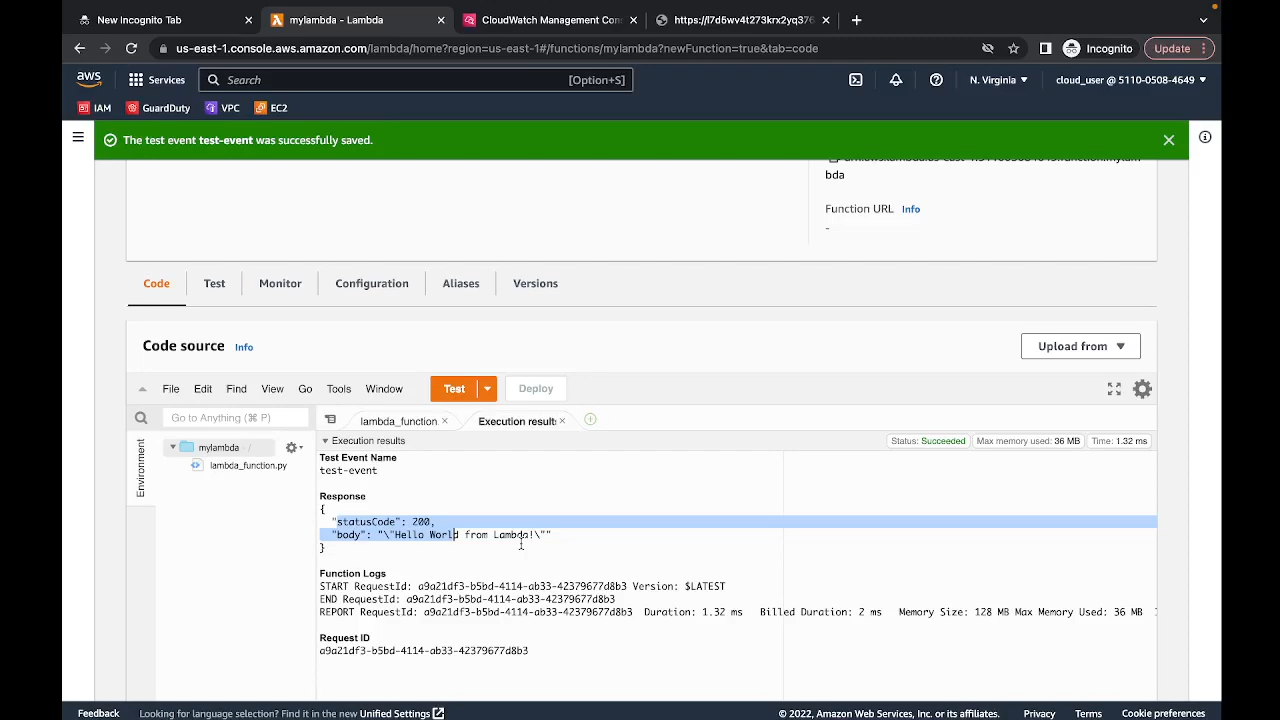 New Incognito Tab
mylambda - Lambda
CloudWatch Management Con
https://l7d5wv4t273krx2yq376
us-east-1.console.aws.amazon.com/lambda/home?region=us-east-1#/functions/mylambda?newFunction=true&tab=code
Incognito
Update
aws
Services
Search
[Option+S]
N. Virginia
cloud_user @ 5110-0508-4649
IAM
GuardDuty
VPC
EC2
The test event test-event was successfully saved.
bda
Function URL Info
-
Code
Test
Monitor
Configuration
Aliases
Versions
Code source Info
Upload from
File Edit Find View Go Tools Window
Test
Deploy
Go to Anything (⌘ P)
lambda_function
Execution results
Environment
mylambda - /
lambda_function.py
Execution results
Status: Succeeded
Max memory used: 36 MB
Time: 1.32 ms
Test Event Name
test-event
Response
{
"statusCode": 200,
"body": "\"Hello World from Lambda!\""
}
Function Logs
START RequestId: a9a21df3-b5bd-4114-ab33-42379677d8b3 Version: $LATEST
END RequestId: a9a21df3-b5bd-4114-ab33-42379677d8b3
REPORT RequestId: a9a21df3-b5bd-4114-ab33-42379677d8b3 Duration: 1.32 ms Billed Duration: 2 ms Memory Size: 128 MB Max Memory Used: 36 MB
Request ID
a9a21df3-b5bd-4114-ab33-42379677d8b3
Feedback
Looking for language selection? Find it in the new Unified Settings
© 2022, Amazon Web Services, Inc. or its affiliates.
Privacy
Terms
Cookie preferences